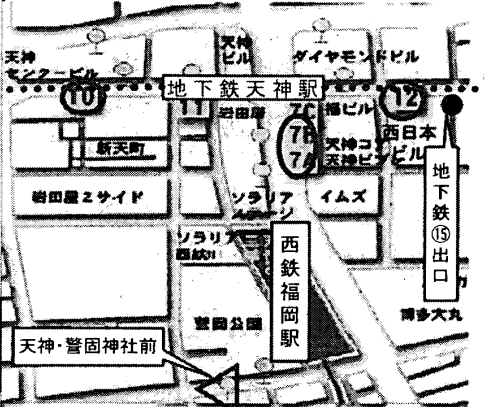 天神
センタービル
天神
ビル
ダイヤモンドビル
地下鉄天神駅
10
11
岩田屋
7C
福ビル
12
7B
天神コア
7A
天神ビブレ
西日本
ビル
新天町
地下鉄⑮出口
岩田屋Zサイド
ソラリア
ステージ
イムズ
ソラリア
西鉄福岡駅
警固公園
博多大丸
天神・警固神社前